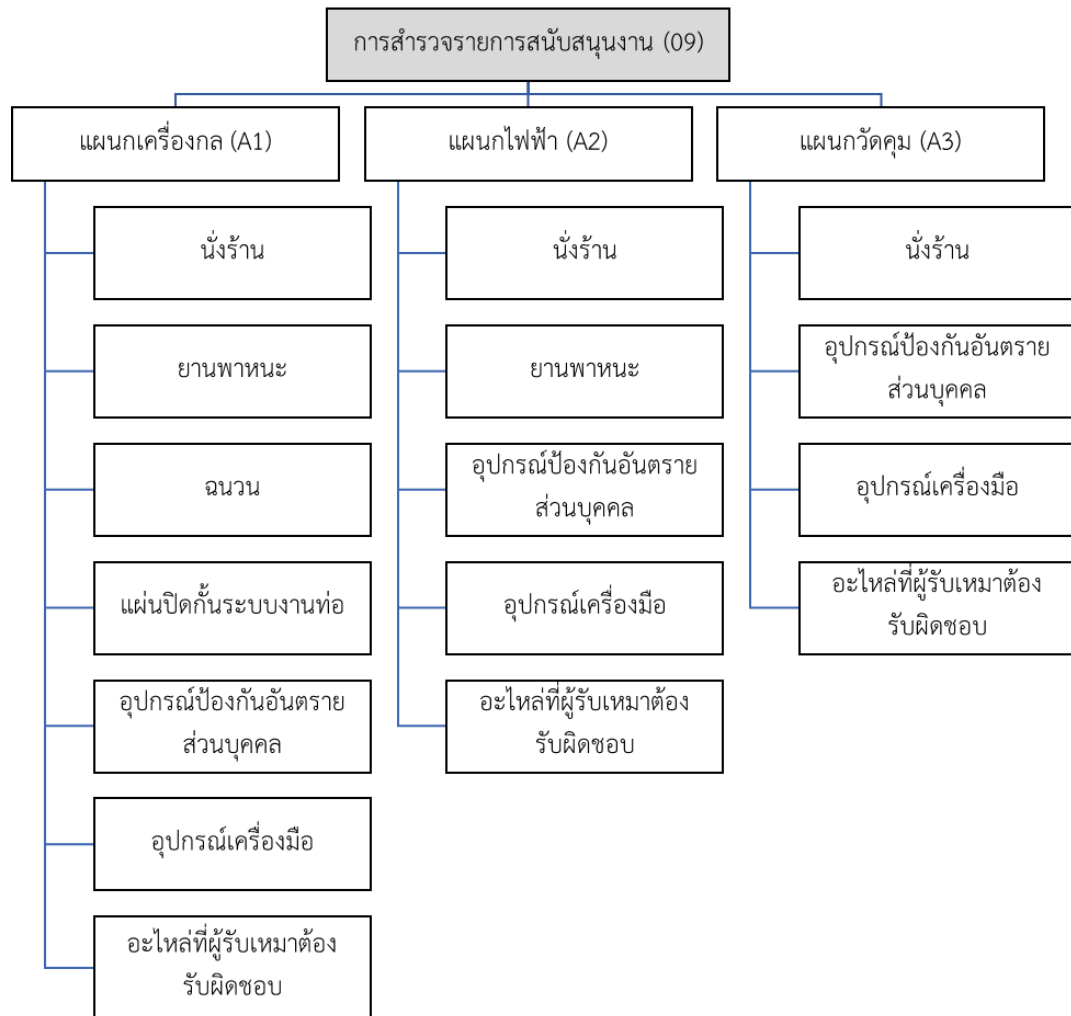 การสำรวจรายการสนับสนุนงาน (09)
แผนกเครื่องกล (A1)
นั่งร้าน
ยานพาหนะ
ฉนวน
แผ่นปิดกั้นระบบงานท่อ
อุปกรณ์ป้องกันอันตราย
ส่วนบุคคล
อุปกรณ์เครื่องมือ
อะไหล่ที่ผู้รับเหมาต้อง
รับผิดชอบ
แผนกไฟฟ้า (A2)
นั่งร้าน
ยานพาหนะ
อุปกรณ์ป้องกันอันตราย
ส่วนบุคคล
อุปกรณ์เครื่องมือ
อะไหล่ที่ผู้รับเหมาต้อง
รับผิดชอบ
แผนกวัดคุม (A3)
นั่งร้าน
อุปกรณ์ป้องกันอันตราย
ส่วนบุคคล
อุปกรณ์เครื่องมือ
อะไหล่ที่ผู้รับเหมาต้อง
รับผิดชอบ